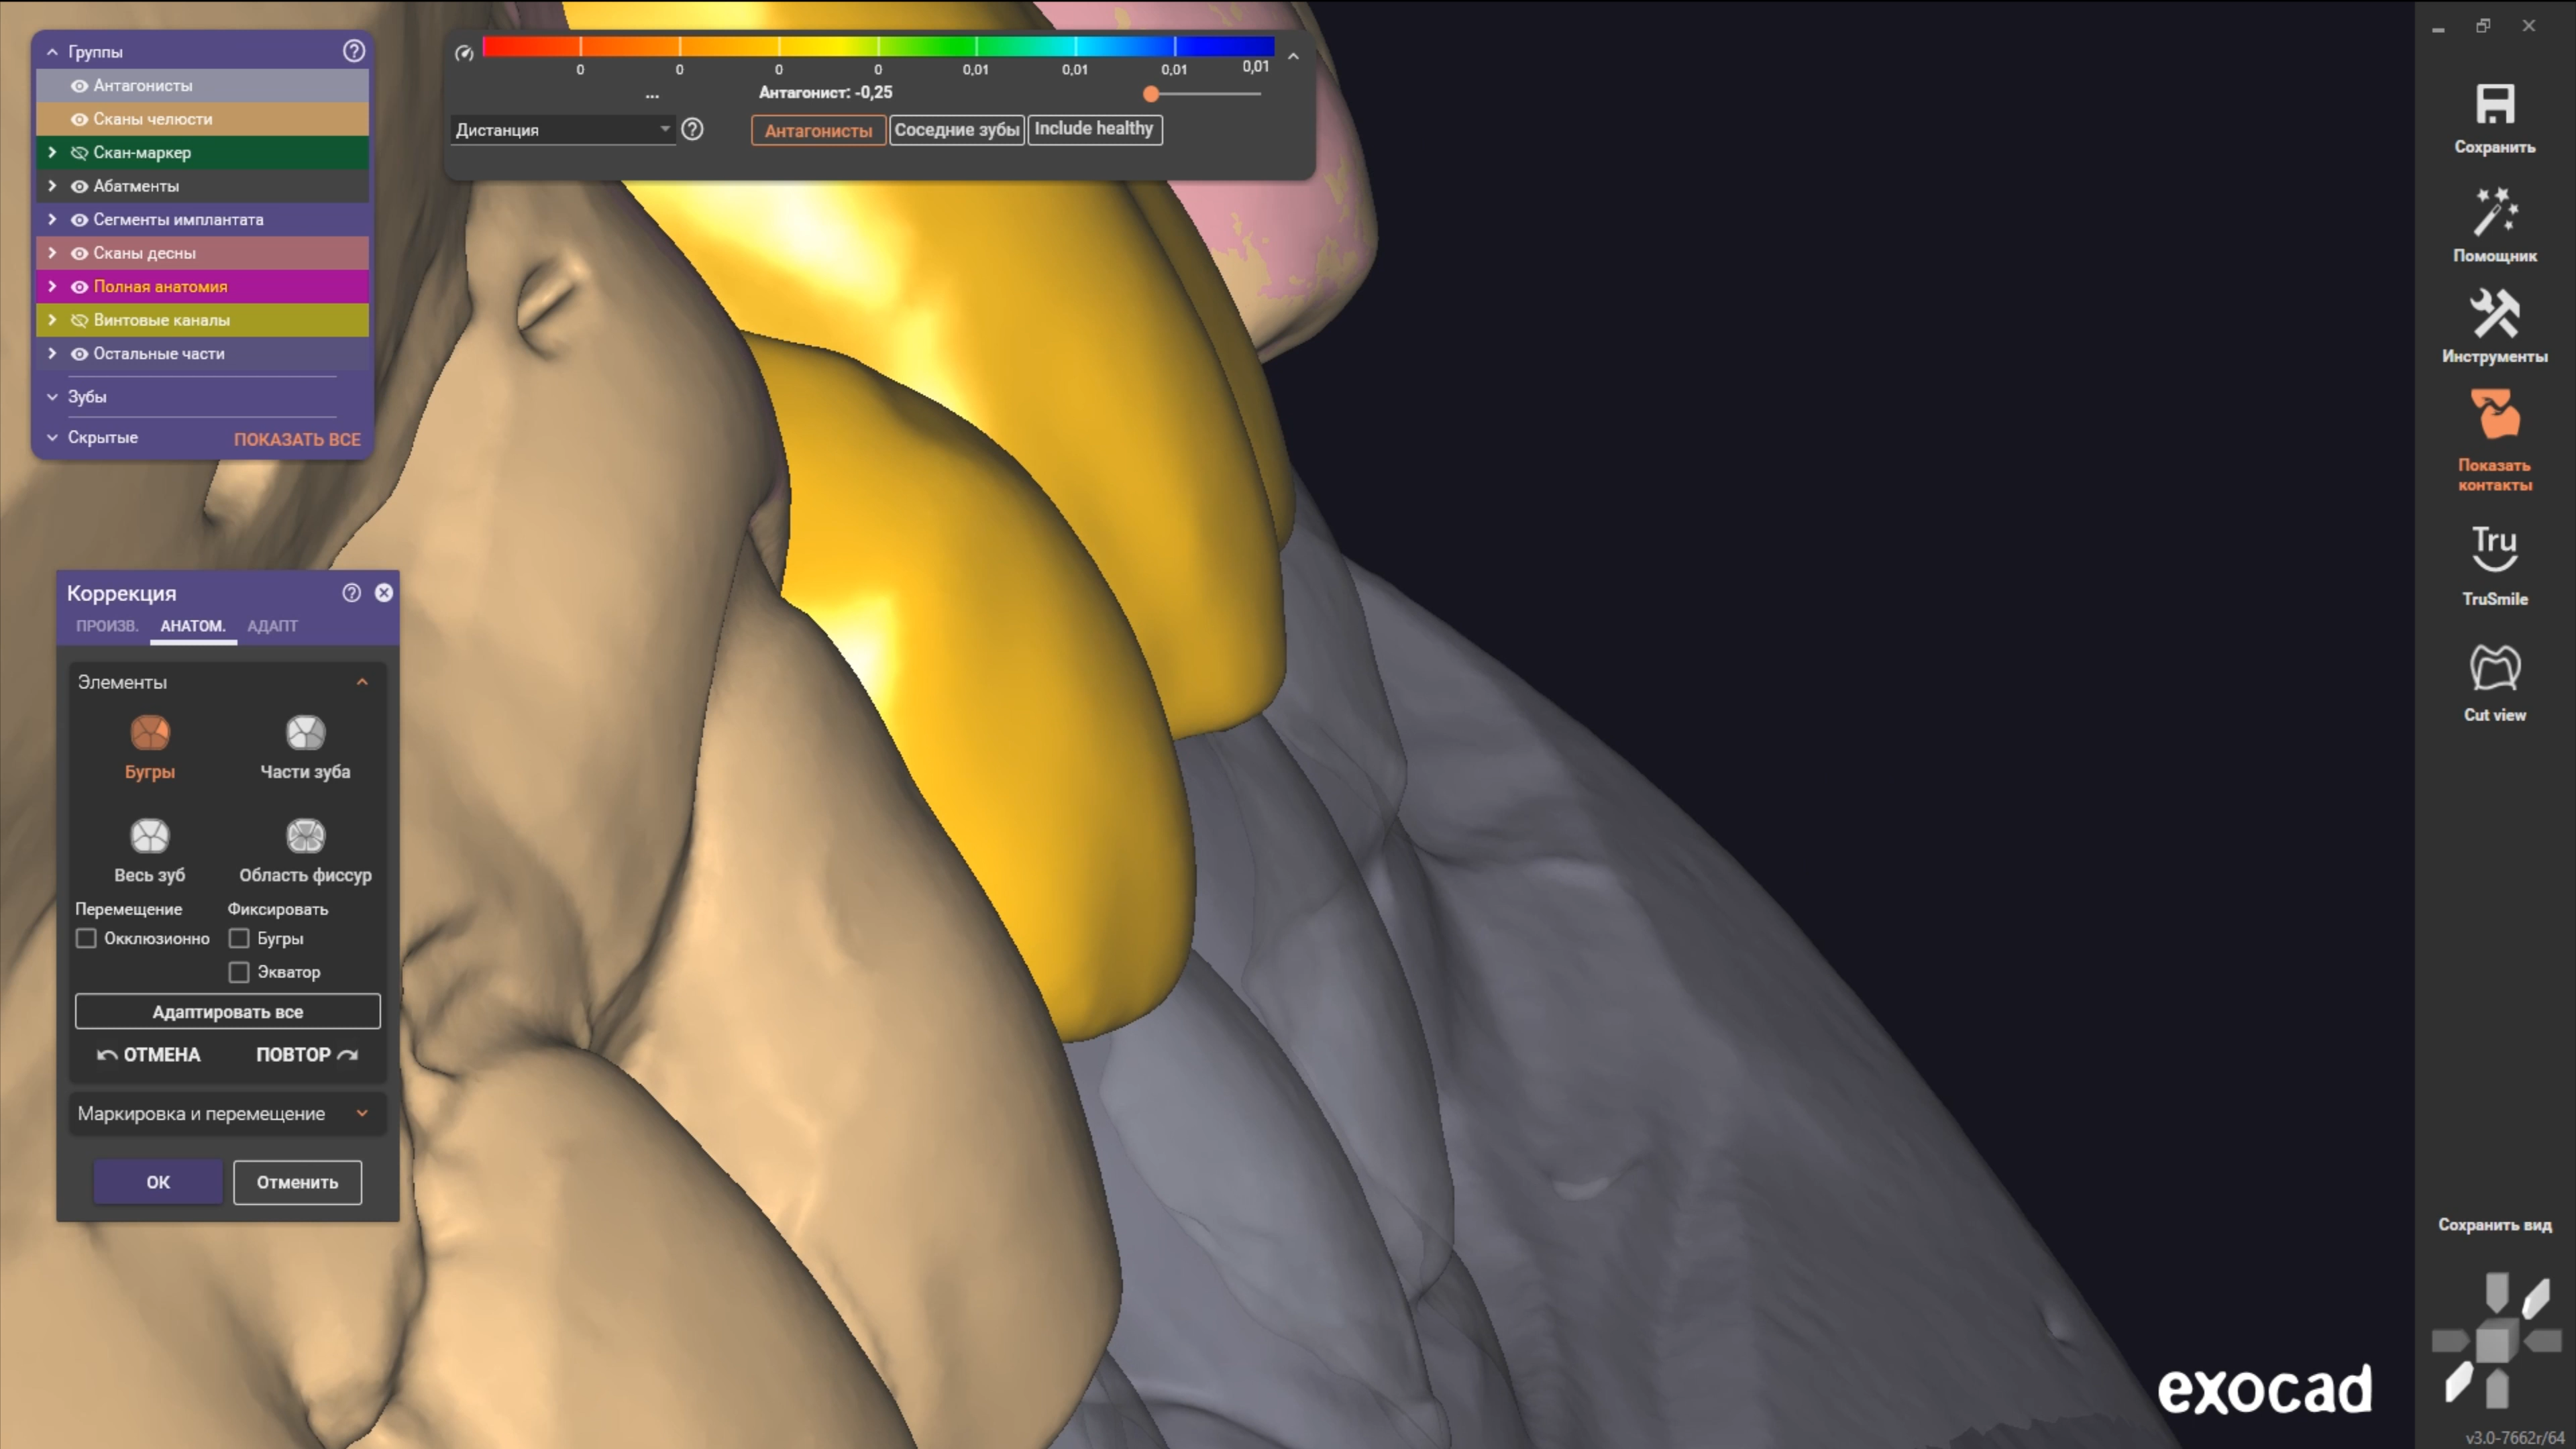 Группы
Антагонисты
Сканы челюсти
Скан-маркер
Абатменты
Сегменты имплантата
Сканы десны
Полная анатомия
Винтовые каналы
Остальные части
Зубы
Скрытые ПОКАЗАТЬ ВСЕ
0 0 0 0 0,01 0,01 0,01 0,01
... Антагонист: -0,25
Дистанция Антагонисты Соседние зубы Include healthy
Коррекция
ПРОИЗВ. АНАТОМ. АДАПТ
Элементы
Бугры Части зуба
Весь зуб Область фиссур
Перемещение Фиксировать
Окклюзионно Бугры
Экватор
Адаптировать все
ОТМЕНА ПОВТОР
Маркировка и перемещение
ОК Отменить
Сохранить
Помощник
Инструменты
Показать
контакты
Tru
TruSmile
Cut view
Сохранить вид
exocad
v3.0-7662r/64